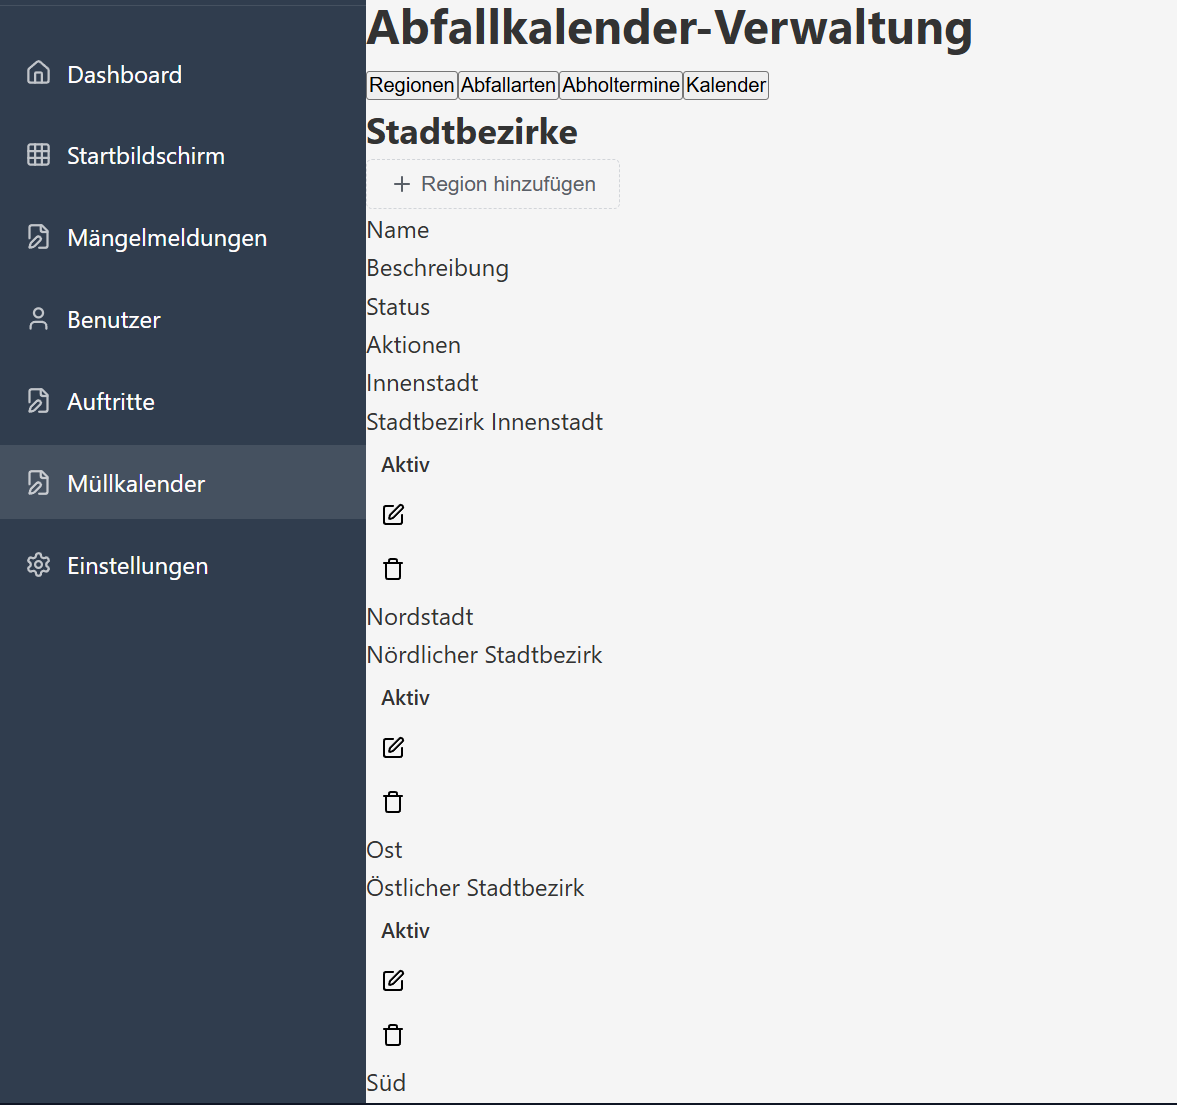 Dashboard
Startbildschirm
Mängelmeldungen
Benutzer
Auftritte
Müllkalender
Einstellungen
Abfallkalender-Verwaltung
Regionen Abfallarten Abholtermine Kalender
Stadtbezirke
+ Region hinzufügen
Name
Beschreibung
Status
Aktionen
Innenstadt
Stadtbezirk Innenstadt
Aktiv
Nordstadt
Nördlicher Stadtbezirk
Aktiv
Ost
Östlicher Stadtbezirk
Aktiv
Süd